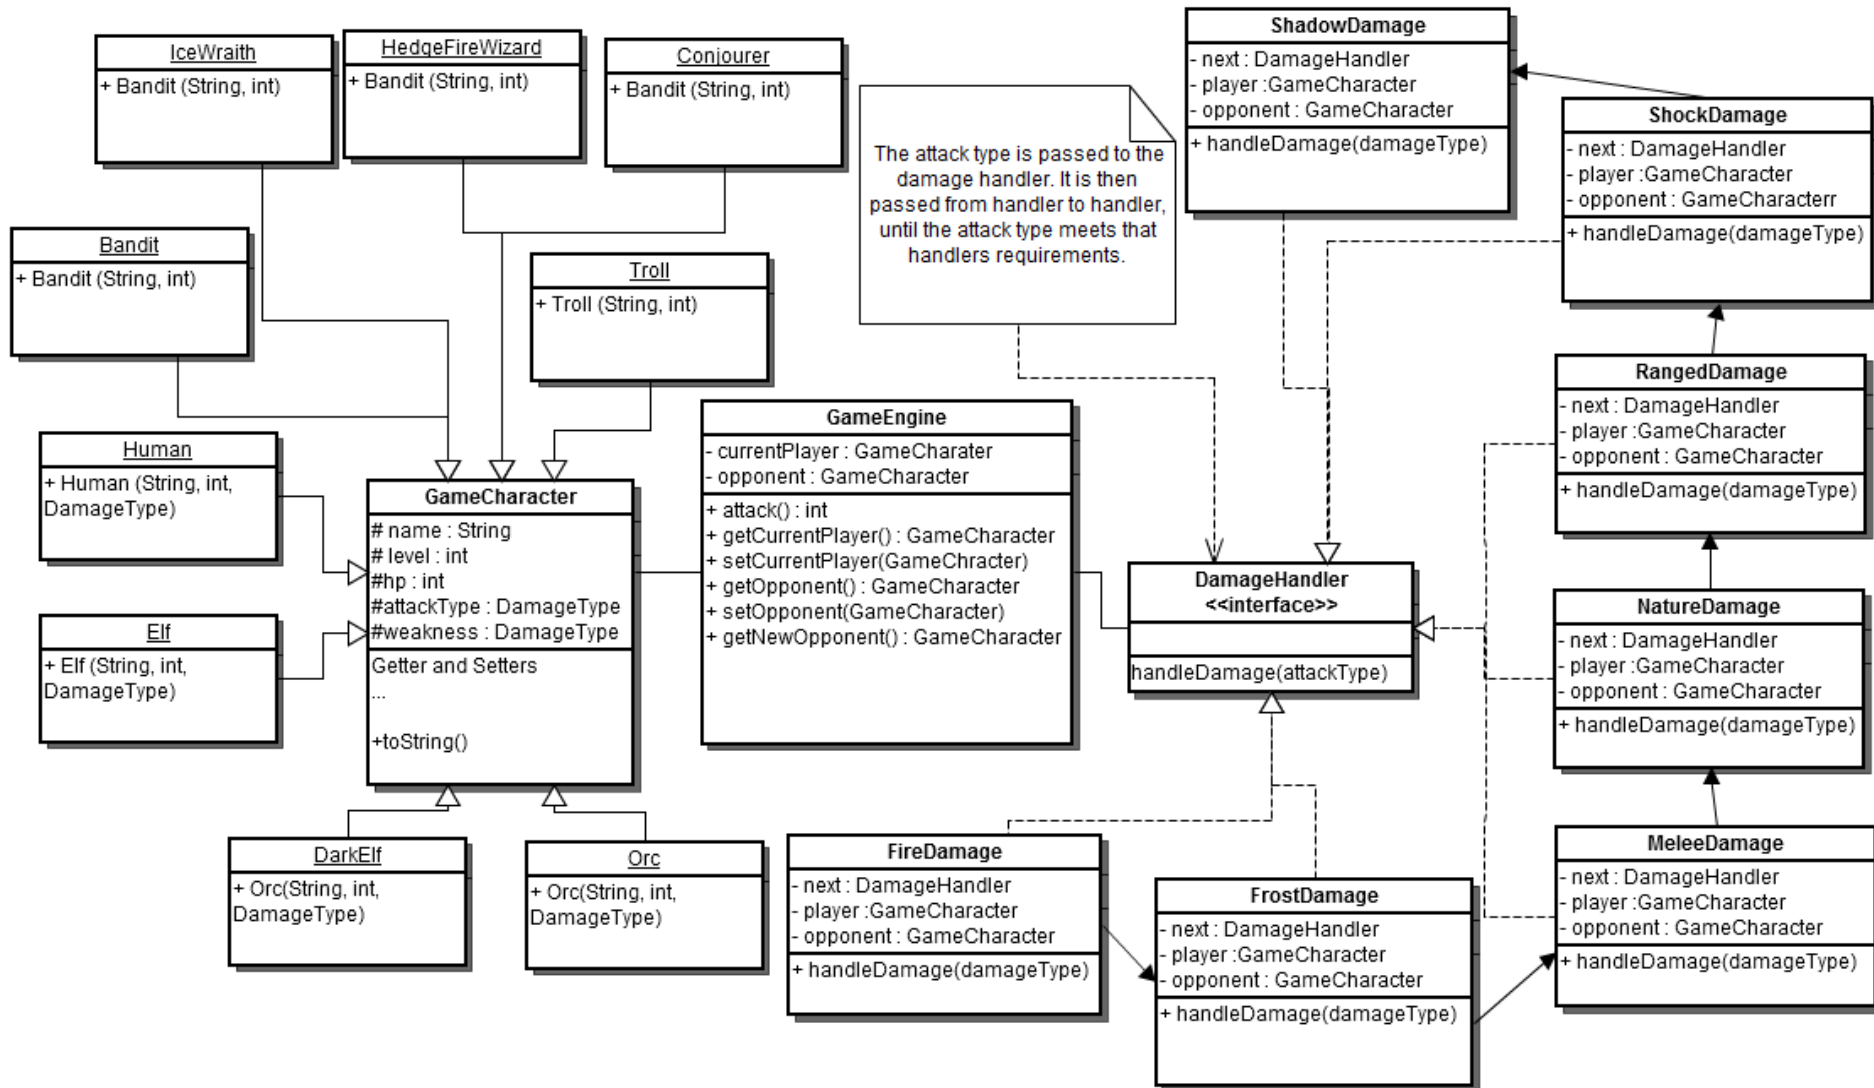 IceWraith
+ Bandit (String, int)
HedgeFireWizard
+ Bandit (String, int)
Conjourer
+ Bandit (String, int)
Bandit
+ Bandit (String, int)
Troll
+ Troll (String, int)
Human
+ Human (String, int,
DamageType)
Elf
+ Elf (String, int,
DamageType)
GameCharacter
# name : String
# level : int
#hp : int
#attackType : DamageType
#weakness : DamageType
Getter and Setters
...
+toString()
DarkElf
+ Orc(String, int,
DamageType)
Orc
+ Orc(String, int,
DamageType)
GameEngine
- currentPlayer : GameCharater
- opponent : GameCharacter
+ attack() : int
+ getCurrentPlayer() : GameCharacter
+ setCurrentPlayer(GameChracter)
+ getOpponent() : GameCharacter
+ setOpponent(GameCharacter)
+ getNewOpponent() : GameCharacter
The attack type is passed to the
damage handler. It is then
passed from handler to handler,
until the attack type meets that
handlers requirements.
DamageHandler
<<interface>>
handleDamage(attackType)
FireDamage
- next : DamageHandler
- player :GameCharacter
- opponent : GameCharacter
+ handleDamage(damageType)
FrostDamage
- next : DamageHandler
- player :GameCharacter
- opponent : GameCharacter
+ handleDamage(damageType)
MeleeDamage
- next : DamageHandler
- player :GameCharacter
- opponent : GameCharacter
+ handleDamage(damageType)
NatureDamage
- next : DamageHandler
- player :GameCharacter
- opponent : GameCharacter
+ handleDamage(damageType)
RangedDamage
- next : DamageHandler
- player :GameCharacter
- opponent : GameCharacter
+ handleDamage(damageType)
ShockDamage
- next : DamageHandler
- player :GameCharacter
- opponent : GameCharacterr
+ handleDamage(damageType)
ShadowDamage
- next : DamageHandler
- player :GameCharacter
- opponent : GameCharacter
+ handleDamage(damageType)